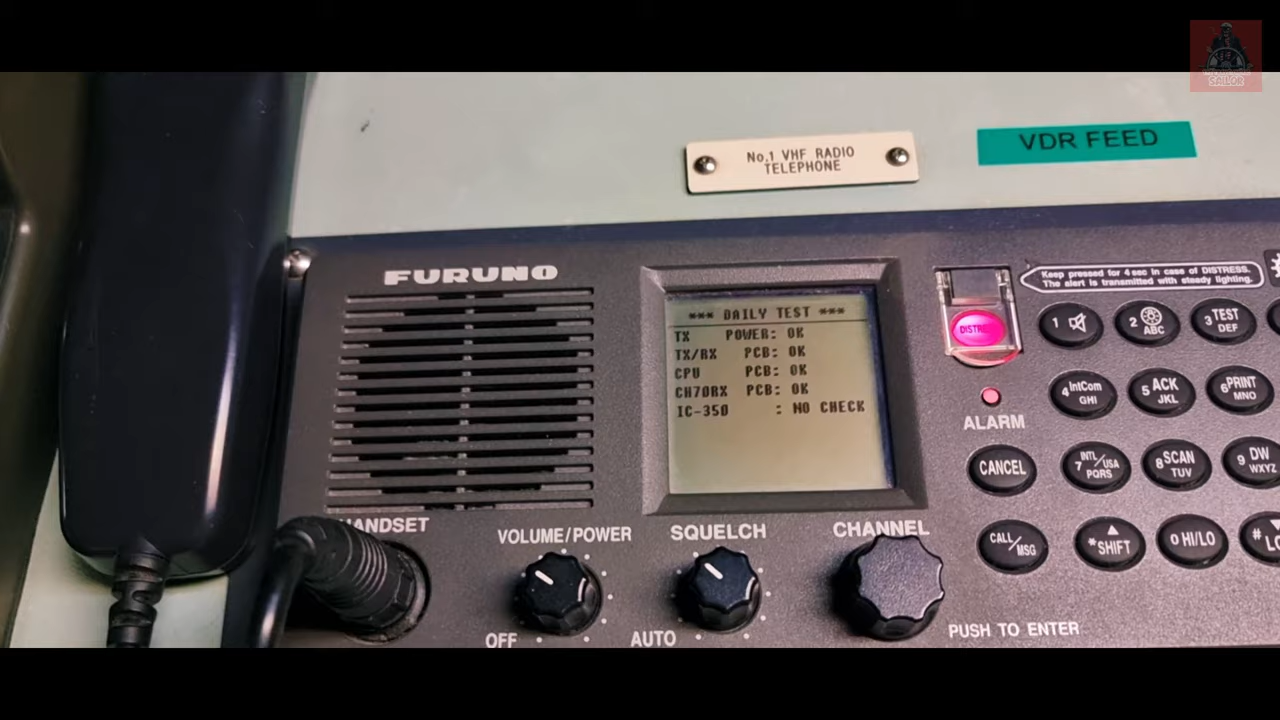 SAILOR
No.1 VHF RADIO
TELEPHONE
VDR FEED
FURUNO
*** DAILY TEST ***
TX POWER: OK
TX/RX PCB: OK
CPU PCB: OK
CH70RX PCB: OK
IC-350 : NO CHECK
DISTRESS
Keep pressed for 4 sec in case of DISTRESS.
The alert is transmitted with steady lighting.
1
2 ABC
3 TEST DEF
ALARM
4 IntCom GHI
5 ACK JKL
6 PRINT MNO
CANCEL
7 INTL/USA PQRS
8 SCAN TUV
9 DW WXYZ
CALL/MSG
* SHIFT
0 HI/LO
#
HANDSET
VOLUME/POWER
SQUELCH
CHANNEL
OFF
AUTO
PUSH TO ENTER